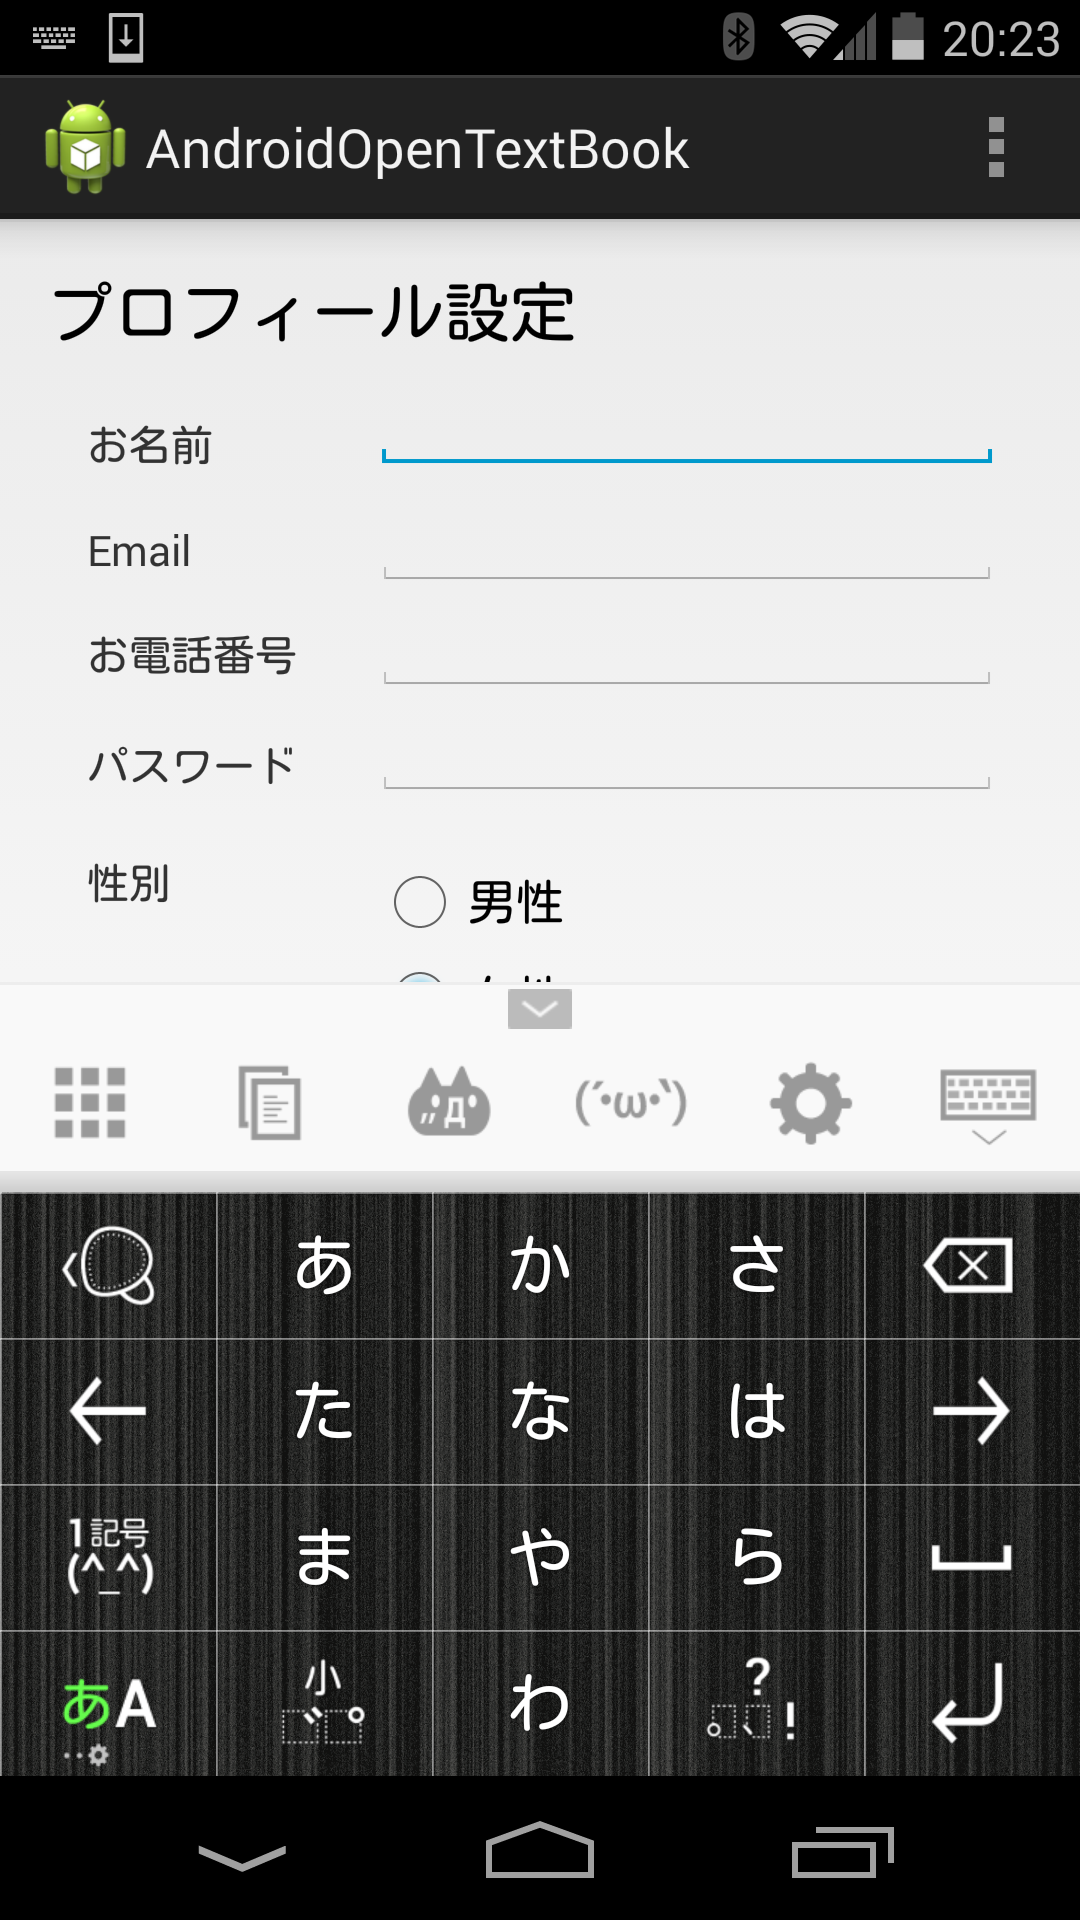 20:23
AndroidOpenTextBook
プロフィール設定
お名前
Email
お電話番号
パスワード
性別
男性
(´•ω•`)
あ か さ
た な は
1記号
(^_^)
ま や ら
あA
小
゛゜
わ
?
。、!